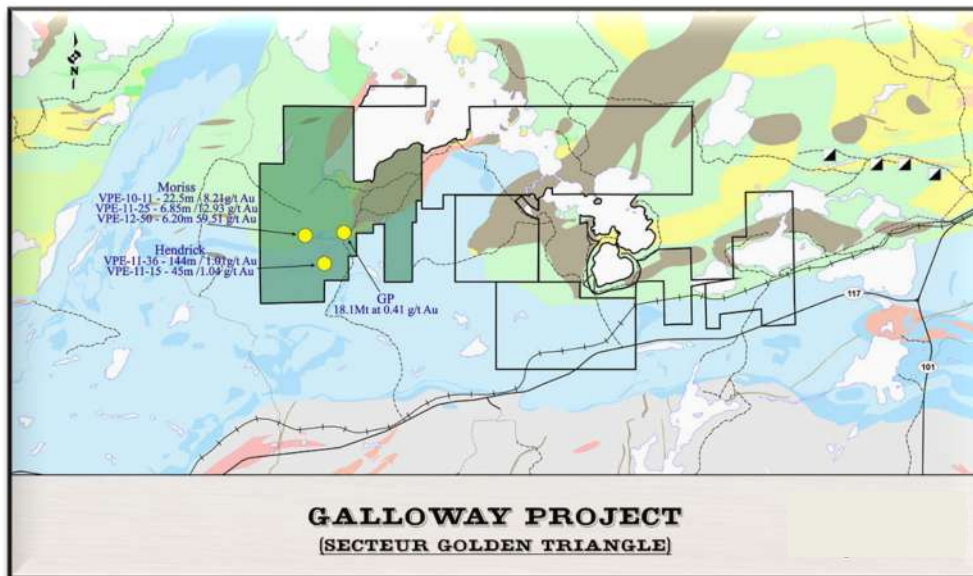 N
Moriss
VPE-10-11 - 22.5m / 8.21g/t Au
VPE-11-25 - 6.85m /12.93 g/t Au
VPE-12-50 - 6.20m 59,51 g/t Au
Hendrick
VPE-11-36 - 144m /1.01g/t Au
VPE-11-15 - 45m /1.04 g/t Au
GP
18.1Mt at 0.41 g/t Au
117
101
GALLOWAY PROJECT
(SECTEUR GOLDEN TRIANGLE)